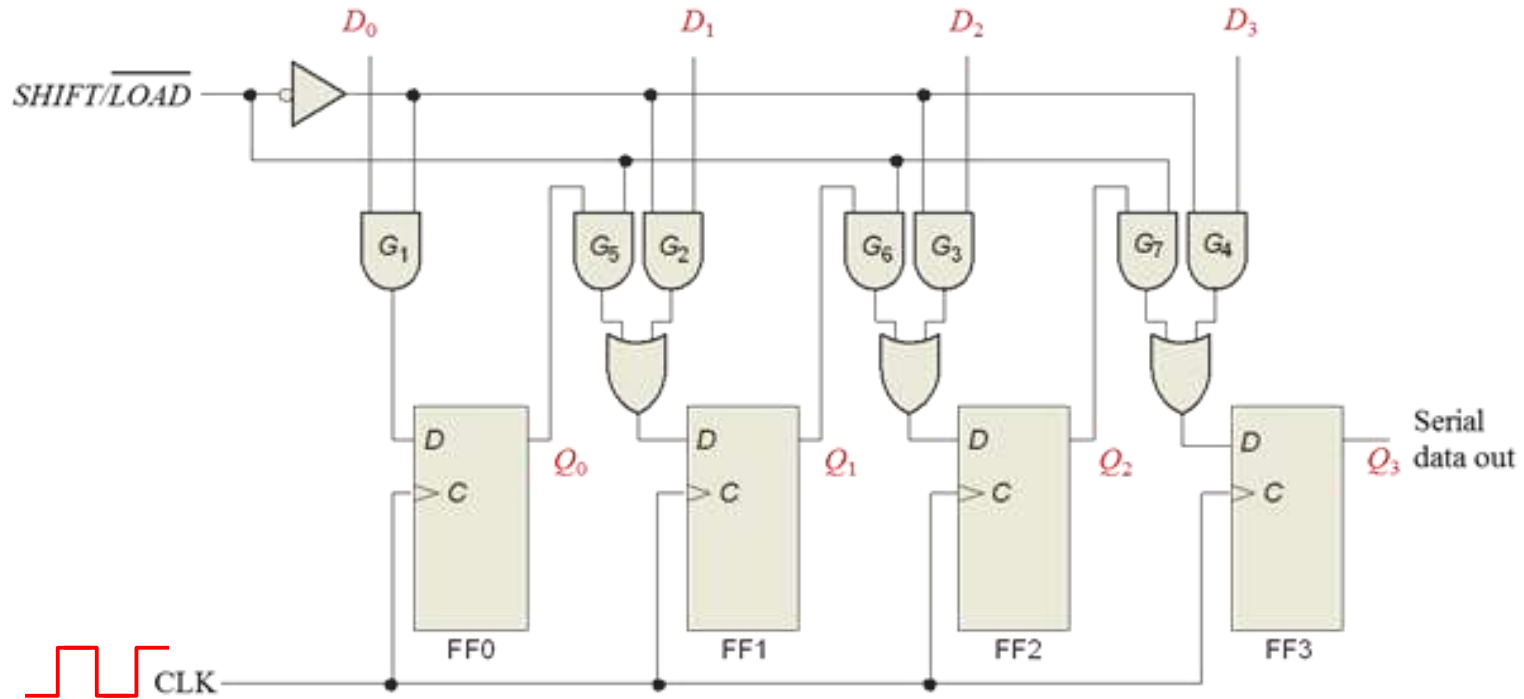 D₀ D₁ D₂ D₃
SHIFT/L̅O̅A̅D̅
G₁ G₅ G₂ G₆ G₃ G₇ G₄
D D D D
Serial
data out
Q₀ Q₁ Q₂ Q₃
C C C C
FF0 FF1 FF2 FF3
CLK